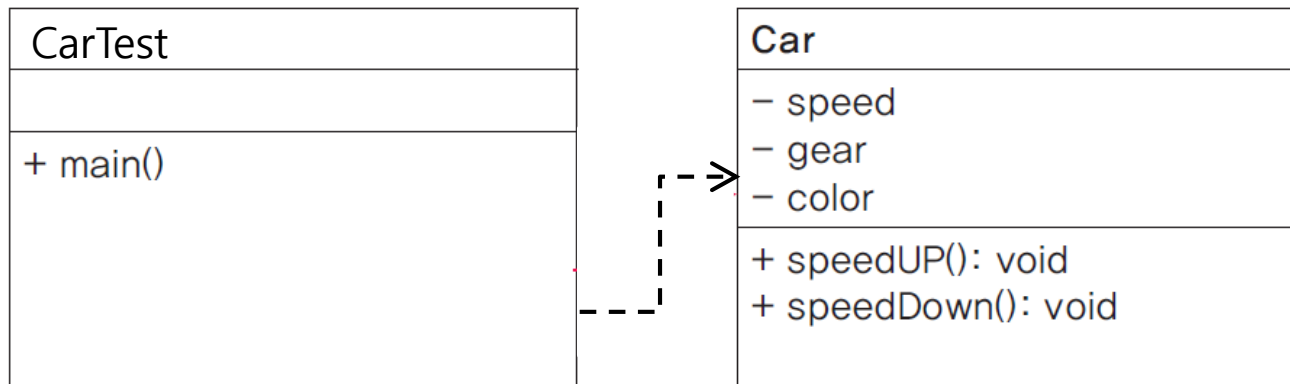 CarTest
+ main()
Car
– speed
– gear
– color
+ speedUP(): void
+ speedDown(): void